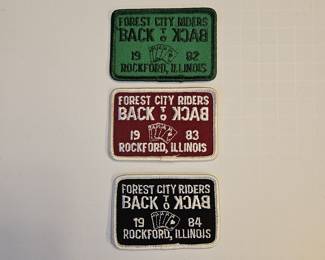 FOREST CITY RIDERS
BACK TO BACK
19 82
ROCKFORD, ILLINOIS
FOREST CITY RIDERS
BACK TO BACK
19 83
ROCKFORD, ILLINOIS
FOREST CITY RIDERS
BACK TO BACK
19 84
ROCKFORD, ILLINOIS